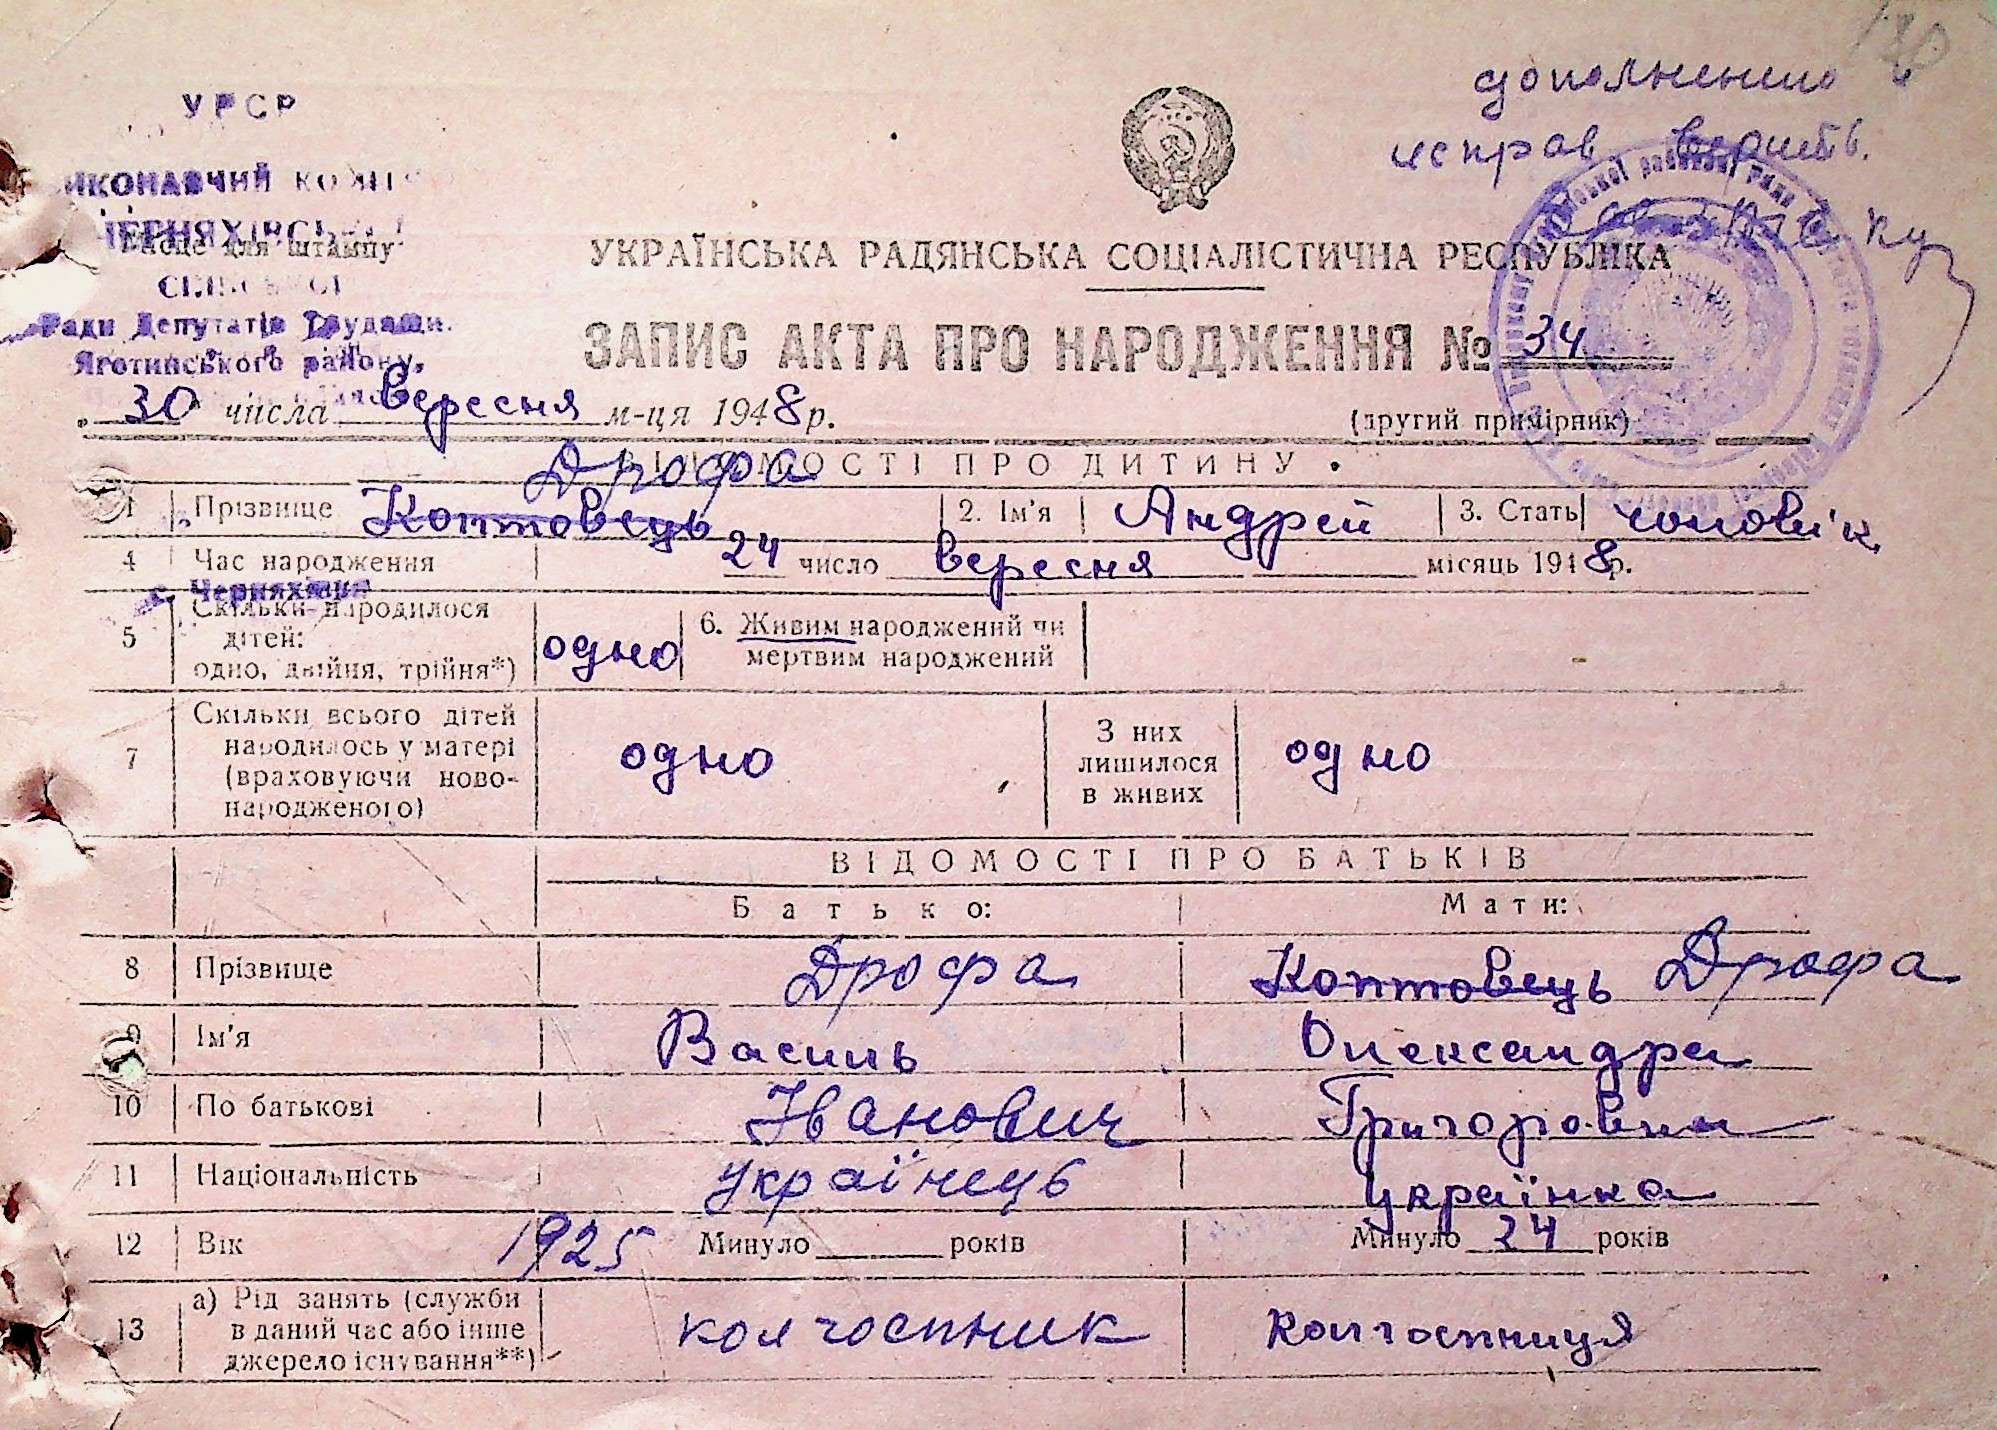 УРСР
дополнению
исправ
ВИКОНАВЧИЙ
ЧЕРНЯХІВСЬ
Місце для штампу
УКРАЇНСЬКА РАДЯНСЬКА СОЦІАЛІСТИЧНА РЕСПУБЛІКА
СІЛЬСЬКОЇ
Ради Депутатів Трудящ.
Яготинського району,
ЗАПИС АКТА ПРО НАРОДЖЕННЯ № 34
„30" числа вересня м-ця 1948 р.
(другий примірник)
ВІДОМОСТІ ПРО ДИТИНУ
Дрофа
1 Прізвище Коптовець 2. Ім'я Андрей 3. Стать чоловік
4 Час народження 24 число вересня місяць 1948 р.
с. Черняхівка
5 Скільки народилося дітей: одно, двійня, трійня*) одно 6. Живим народжений чи мертвим народжений
7 Скільки всього дітей народилось у матері (враховуючи новонародженого) одно З них лишилося в живих одно
ВІДОМОСТІ ПРО БАТЬКІВ
Батько: Мати:
8 Прізвище Дрофа Коптовець Дрофа
9 Ім'я Василь Олександра
10 По батькові Іванович Григоровна
11 Національність українець українка
12 Вік 1925 Минуло ____ років Минуло 24 років
13 а) Рід занять (служби в даний час або інше джерело існування**) колгоспник колгоспниця